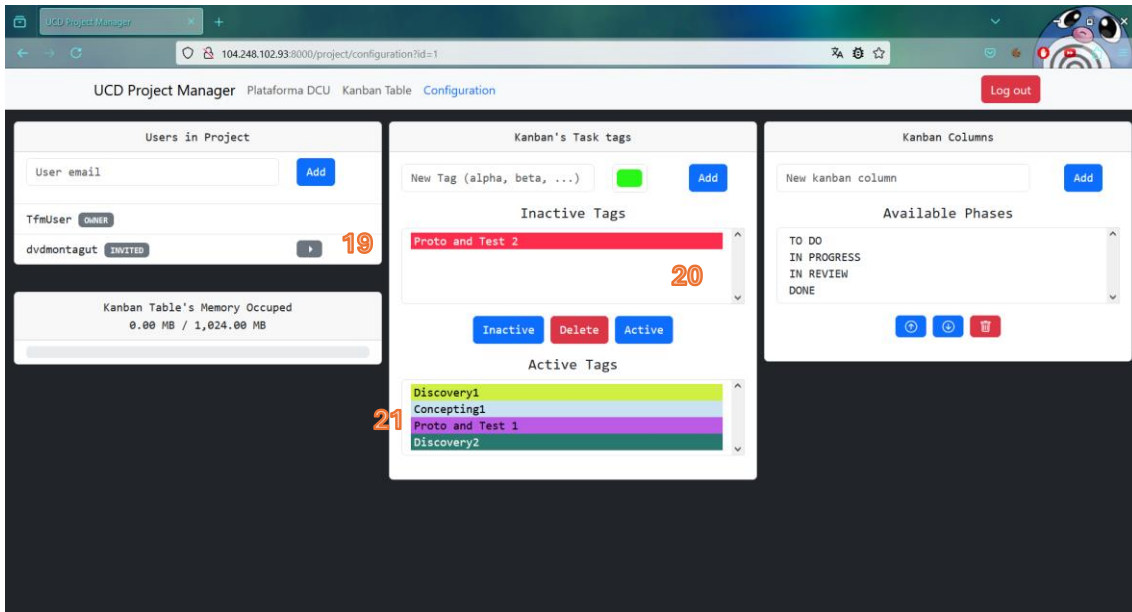 UCD Project Manager
104.248.102.93:8000/project/configuration?id=1
UCD Project Manager Plataforma DCU Kanban Table Configuration Log out
Users in Project
User email Add
TfmUser OWNER
dvdmontagut INVITED 19
Kanban Table's Memory Occuped
0.00 MB / 1,024.00 MB
Kanban's Task tags
New Tag (alpha, beta, ...) Add
Inactive Tags
Proto and Test 2
20
Inactive Delete Active
Active Tags
Discovery1
Concepting1
21
Proto and Test 1
Discovery2
Kanban Columns
New kanban column Add
Available Phases
TO DO
IN PROGRESS
IN REVIEW
DONE